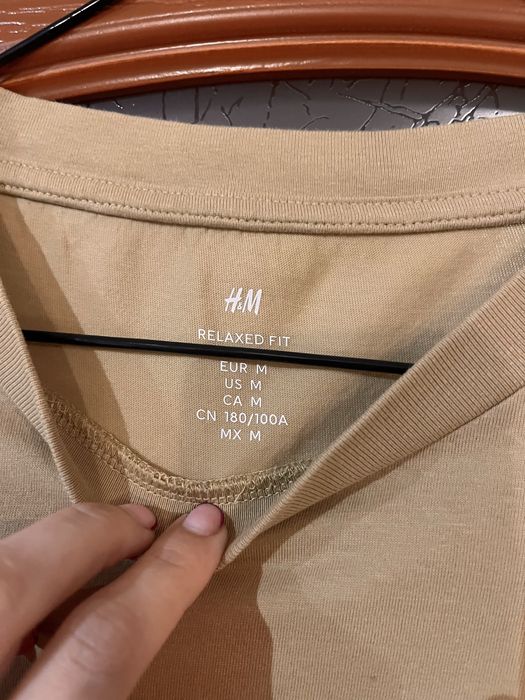 H&M
RELAXED FIT
EUR M
US M
CA M
CN 180/100A
MX M